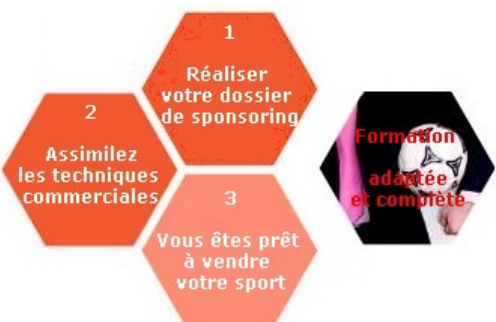 1
Réaliser
votre dossier
de sponsoring
2
Assimilez
les techniques
commerciales
3
Vous êtes prêt
à vendre
votre sport
Formation
adaptée
et complète